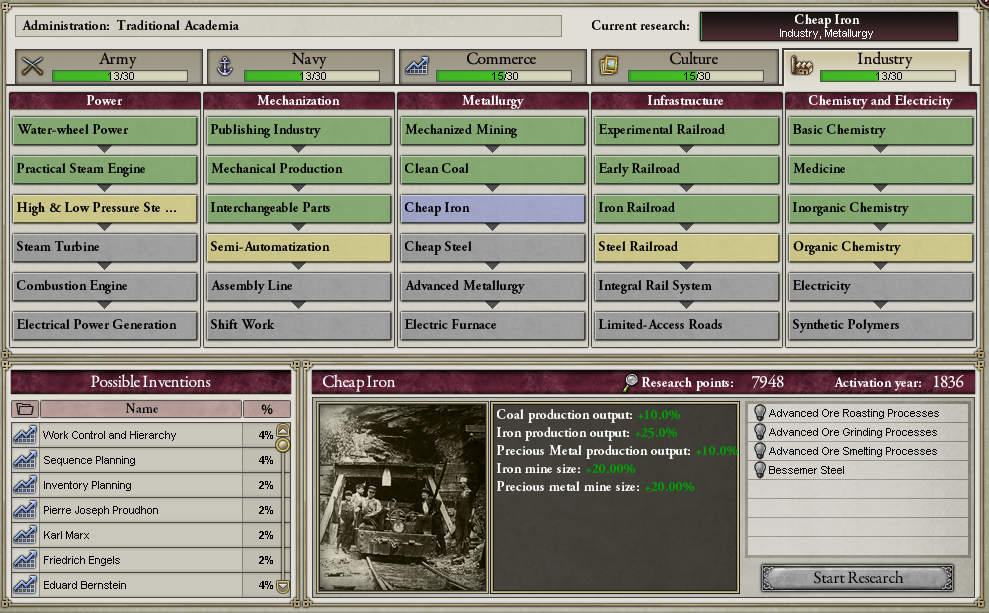 Administration: Traditional Academia
Current research:
Cheap Iron
Industry, Metallurgy
Army
13/30
Navy
13/30
Commerce
15/30
Culture
15/30
Industry
13/30
Power
Mechanization
Metallurgy
Infrastructure
Chemistry and Electricity
Water-wheel Power
Publishing Industry
Mechanized Mining
Experimental Railroad
Basic Chemistry
Practical Steam Engine
Mechanical Production
Clean Coal
Early Railroad
Medicine
High & Low Pressure Ste ...
Interchangeable Parts
Cheap Iron
Iron Railroad
Inorganic Chemistry
Steam Turbine
Semi-Automatization
Cheap Steel
Steel Railroad
Organic Chemistry
Combustion Engine
Assembly Line
Advanced Metallurgy
Integral Rail System
Electricity
Electrical Power Generation
Shift Work
Electric Furnace
Limited-Access Roads
Synthetic Polymers
Possible Inventions
Name %
Work Control and Hierarchy 4%
Sequence Planning 4%
Inventory Planning 2%
Pierre Joseph Proudhon 2%
Karl Marx 2%
Friedrich Engels 2%
Eduard Bernstein 4%
Cheap Iron
Research points: 7948
Activation year: 1836
Coal production output: +10.0%
Iron production output: +25.0%
Precious Metal production output: +10.0%
Iron mine size: +20.00%
Precious metal mine size: +20.00%
Advanced Ore Roasting Processes
Advanced Ore Grinding Processes
Advanced Ore Smelting Processes
Bessemer Steel
Start Research